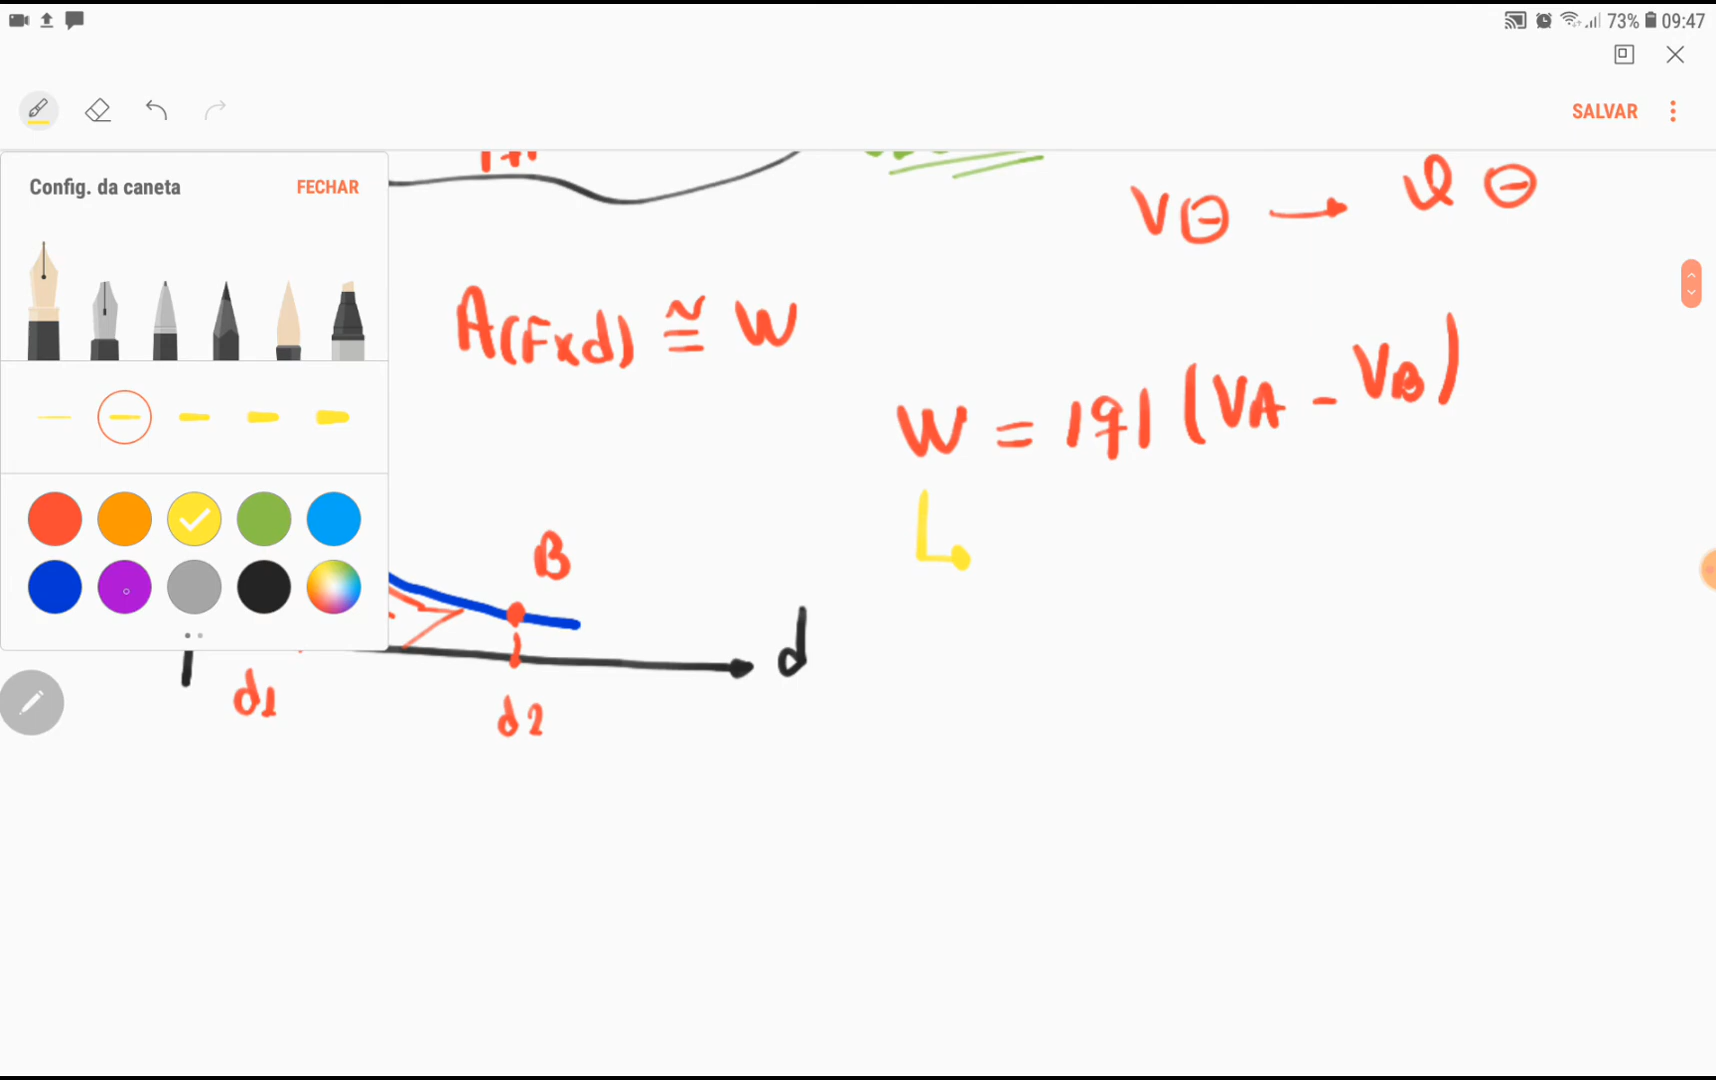 73% 09:47
SALVAR
Config. da caneta FECHAR
V⊖ → Q ⊖
A(Fxd) ≅ W
W = |q| (VA - VB)
B
d
d1
d2